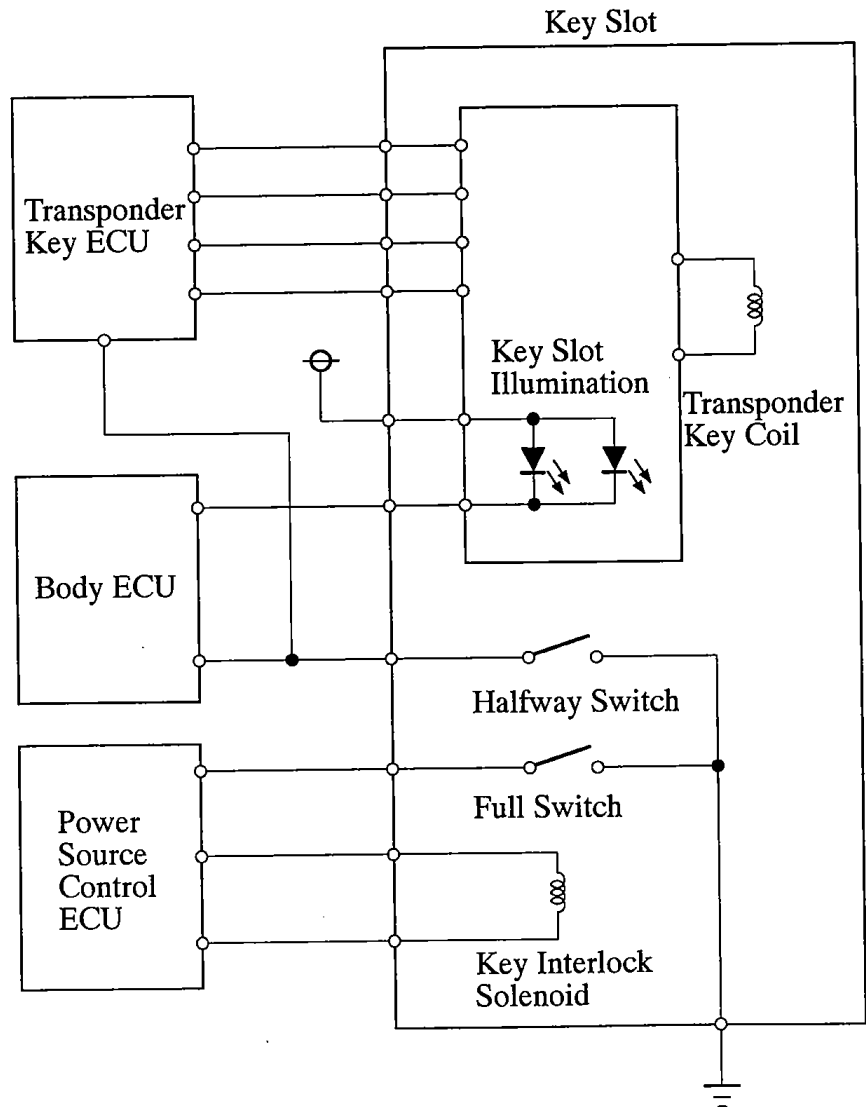 Key Slot
Transponder
Key ECU
Key Slot
Illumination
Transponder
Key Coil
Body ECU
Halfway Switch
Full Switch
Power
Source
Control
ECU
Key Interlock
Solenoid